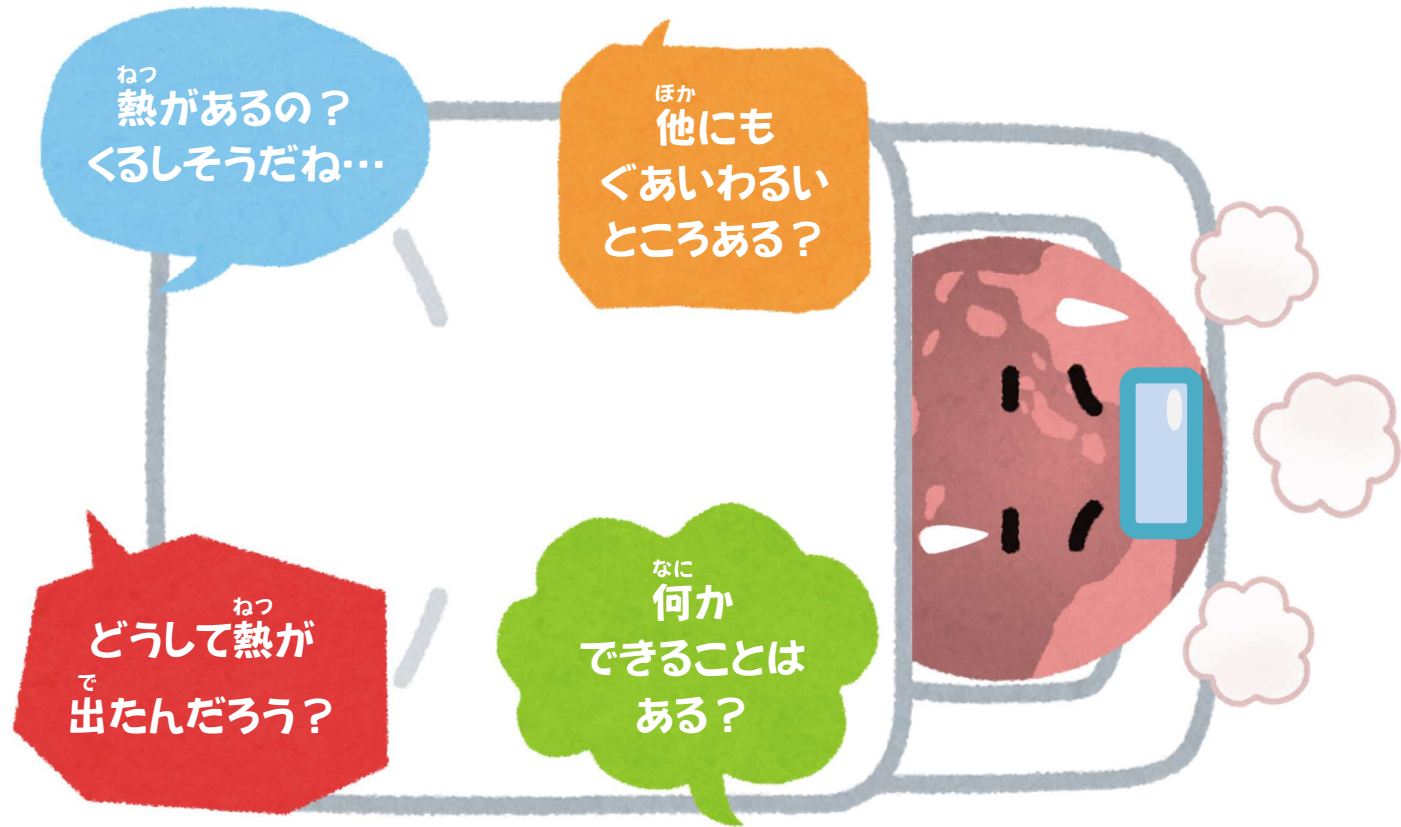 ねつ
熱があるの？
くるしそうだね…
ほか
他にも
ぐあいわるい
ところある？
ねつ
どうして熱が
で
出たんだろう？
なに
何か
できることは
ある？